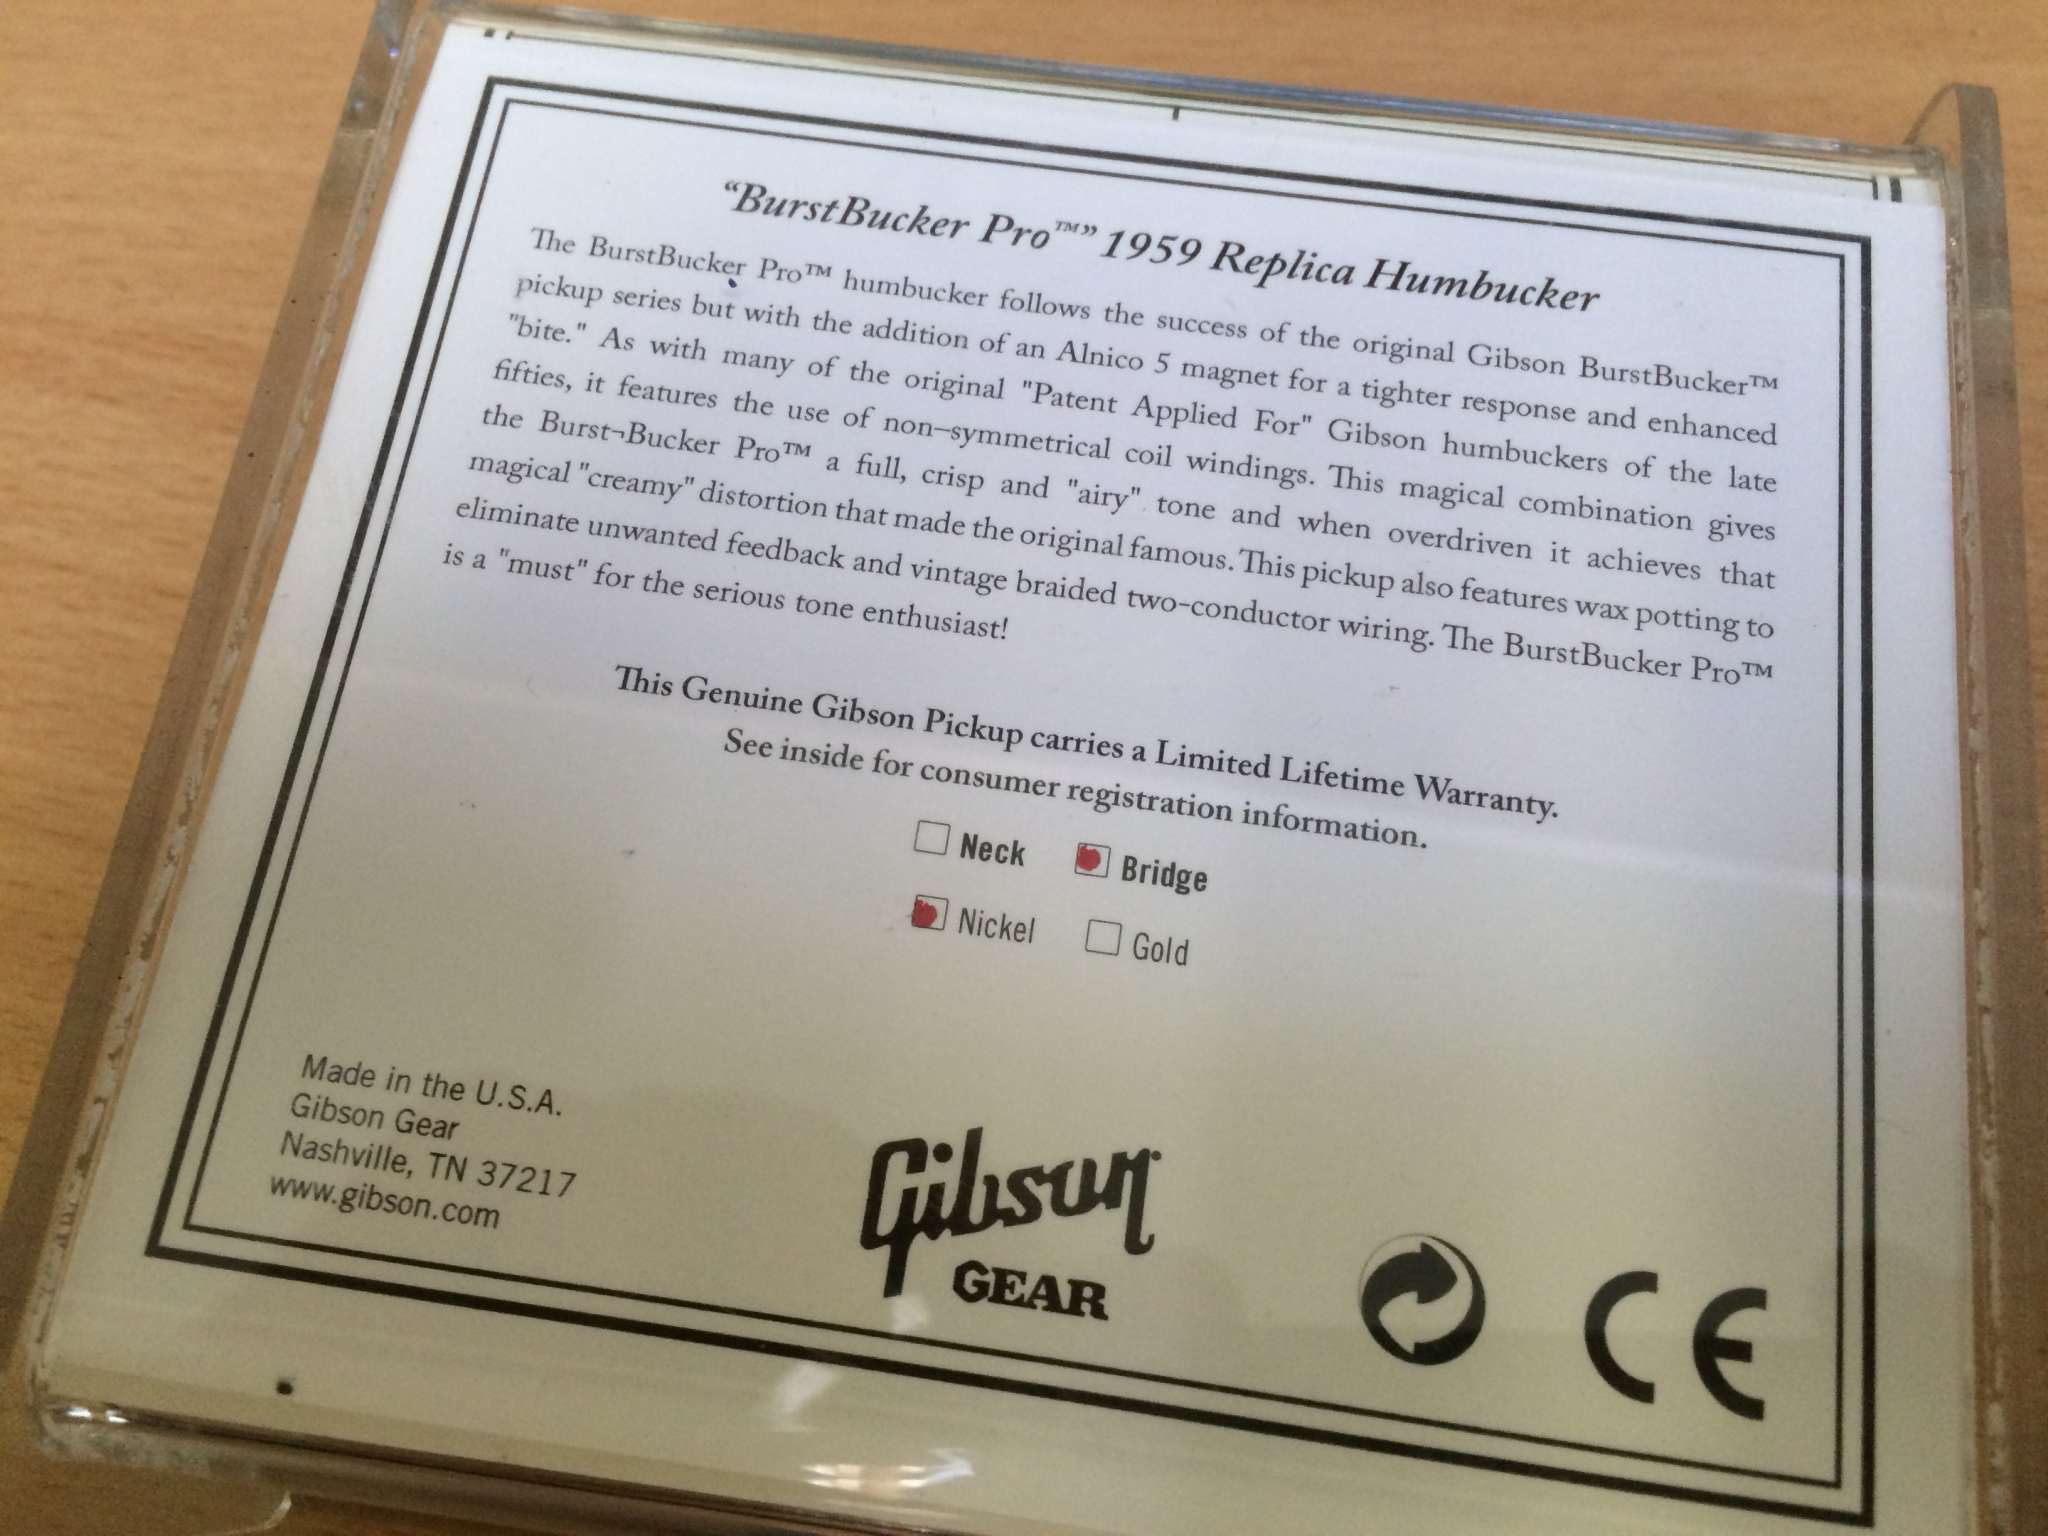 “BurstBucker Pro™” 1959 Replica Humbucker
The BurstBucker Pro™ humbucker follows the success of the original Gibson BurstBucker™
pickup series but with the addition of an Alnico 5 magnet for a tighter response and enhanced
"bite." As with many of the original "Patent Applied For" Gibson humbuckers of the late
fifties, it features the use of non–symmetrical coil windings. This magical combination gives
the Burst¬Bucker Pro™ a full, crisp and "airy" tone and when overdriven it achieves that
magical "creamy" distortion that made the original famous. This pickup also features wax potting to
eliminate unwanted feedback and vintage braided two-conductor wiring. The BurstBucker Pro™
is a "must" for the serious tone enthusiast!
This Genuine Gibson Pickup carries a Limited Lifetime Warranty.
See inside for consumer registration information.
Neck Bridge
Nickel Gold
Made in the U.S.A.
Gibson Gear
Nashville, TN 37217
www.gibson.com
Gibson
GEAR
CE